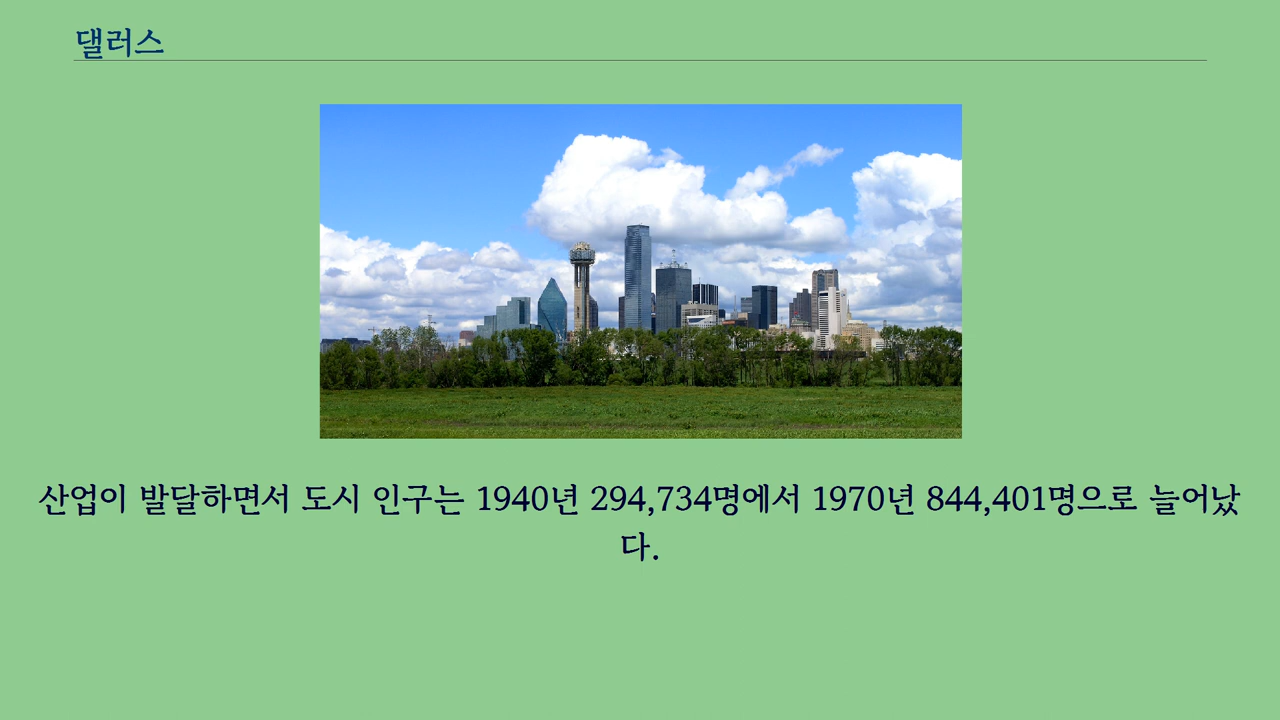 댈러스
산업이 발달하면서 도시 인구는 1940년 294,734명에서 1970년 844,401명으로 늘어났
다.